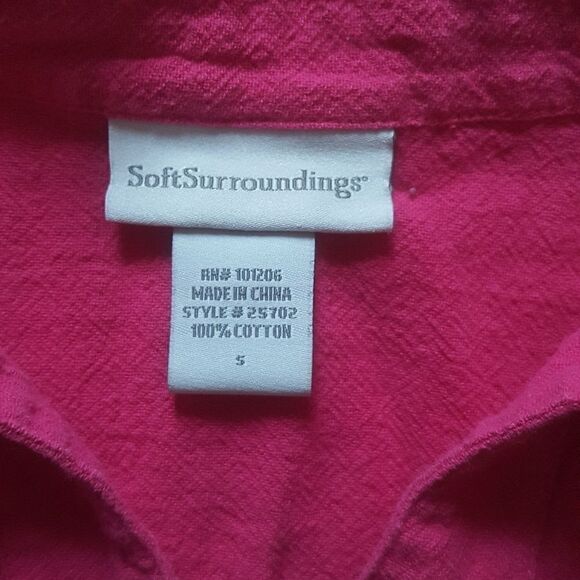 SoftSurroundings®
RN# 101206
MADE IN CHINA
STYLE # 25702
100% COTTON
S